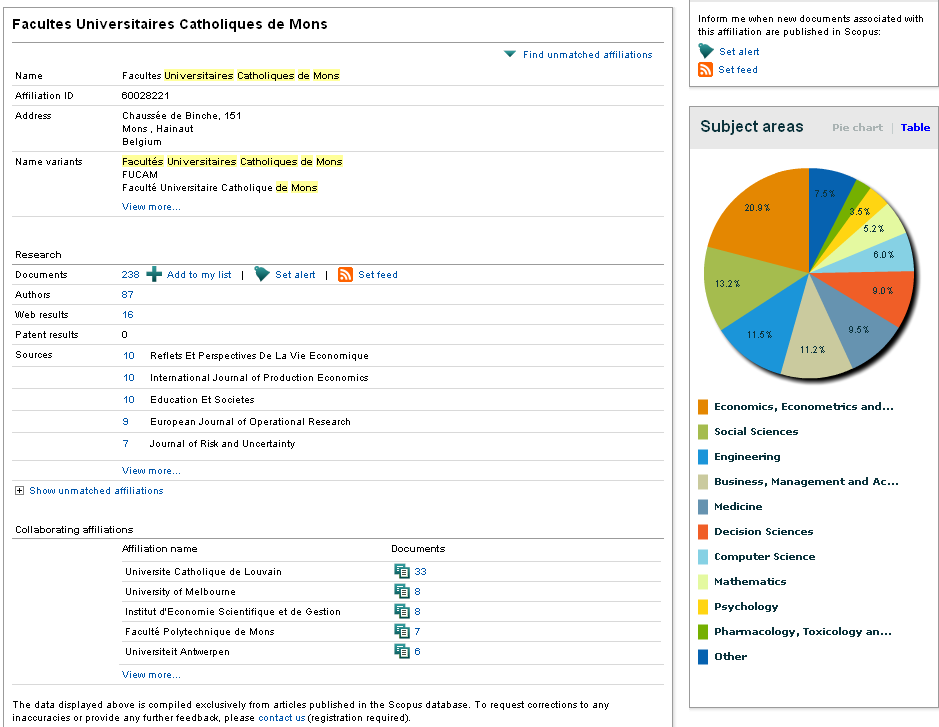 Facultes Universitaires Catholiques de Mons
Find unmatched affiliations
Name Facultes Universitaires Catholiques de Mons
Affiliation ID 60028221
Address Chaussée de Binche, 151
Mons , Hainaut
Belgium
Name variants Facultés Universitaires Catholiques de Mons
FUCAM
Faculté Universitaire Catholique de Mons
View more...
Research
Documents 238 Add to my list | Set alert | Set feed
Authors 87
Web results 16
Patent results 0
Sources 10 Reflets Et Perspectives De La Vie Economique
10 International Journal of Production Economics
10 Education Et Societes
9 European Journal of Operational Research
7 Journal of Risk and Uncertainty
View more...
Show unmatched affiliations
Collaborating affiliations
Affiliation name Documents
Universite Catholique de Louvain 33
University of Melbourne 8
Institut d'Economie Scientifique et de Gestion 8
Faculté Polytechnique de Mons 7
Universiteit Antwerpen 6
View more...
The data displayed above is compiled exclusively from articles published in the Scopus database. To request corrections to any
inaccuracies or provide any further feedback, please contact us (registration required).
Inform me when new documents associated with
this affiliation are published in Scopus:
Set alert
Set feed
Subject areas Pie chart | Table
7.5%
20.9%
3.5%
5.2%
6.0%
13.2%
9.0%
9.5%
11.5%
11.2%
Economics, Econometrics and...
Social Sciences
Engineering
Business, Management and Ac...
Medicine
Decision Sciences
Computer Science
Mathematics
Psychology
Pharmacology, Toxicology an...
Other